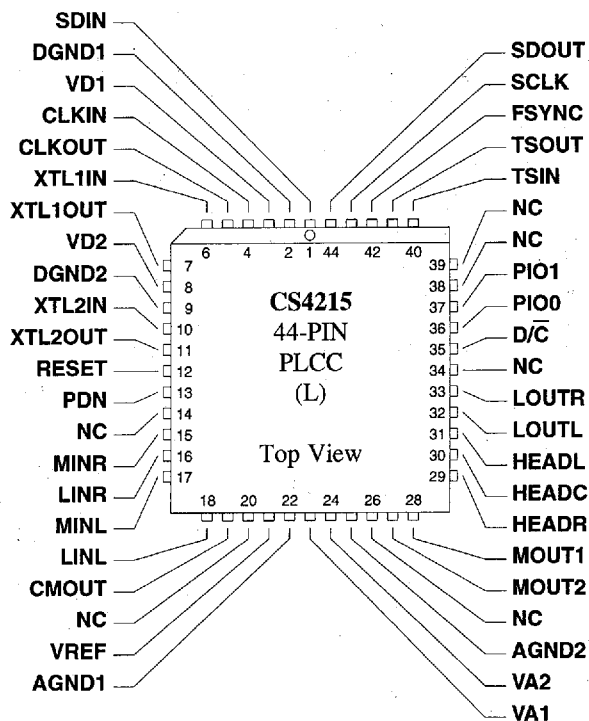 SDIN
DGND1
VD1
CLKIN
CLKOUT
XTL1IN
XTL1OUT
VD2
DGND2
XTL2IN
XTL2OUT
RESET
PDN
NC
MINR
LINR
MINL
LINL
CMOUT
NC
VREF
AGND1
SDOUT
SCLK
FSYNC
TSOUT
TSIN
NC
NC
PIO1
PIO0
D/C̅
NC
LOUTR
LOUTL
HEADL
HEADC
HEADR
MOUT1
MOUT2
NC
AGND2
VA2
VA1
6 4 2 1 44 42 40
7
8
9
10
11
12
13
14
15
16
17
39
38
37
36
35
34
33
32
31
30
29
18 20 22 24 26 28
CS4215
44-PIN
PLCC
(L)
Top View